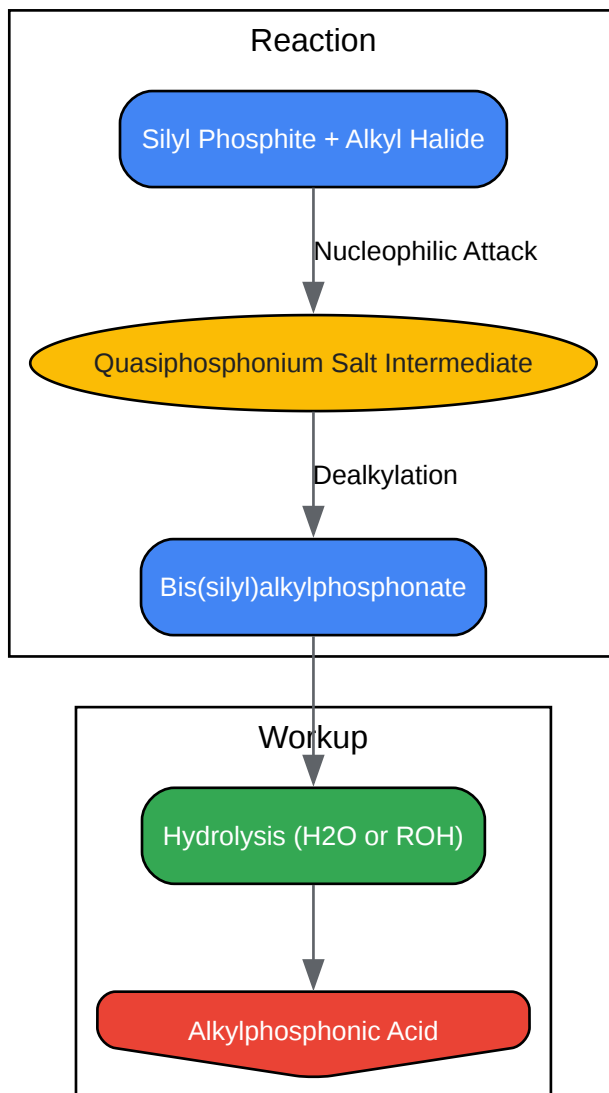 Reaction
Silyl Phosphite + Alkyl Halide
Nucleophilic Attack
Quasiphosphonium Salt Intermediate
Dealkylation
Bis(silyl)alkylphosphonate
Workup
Hydrolysis (H2O or ROH)
Alkylphosphonic Acid